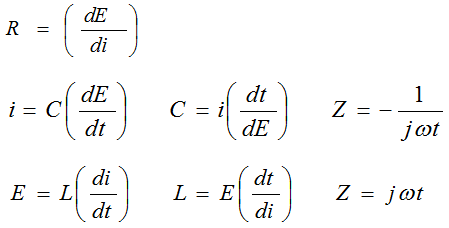 R = (dE/di)
i = C(dE/dt) C = i(dt/dE) Z = - 1/jωt
E = L(di/dt) L = E(dt/di) Z = jωt